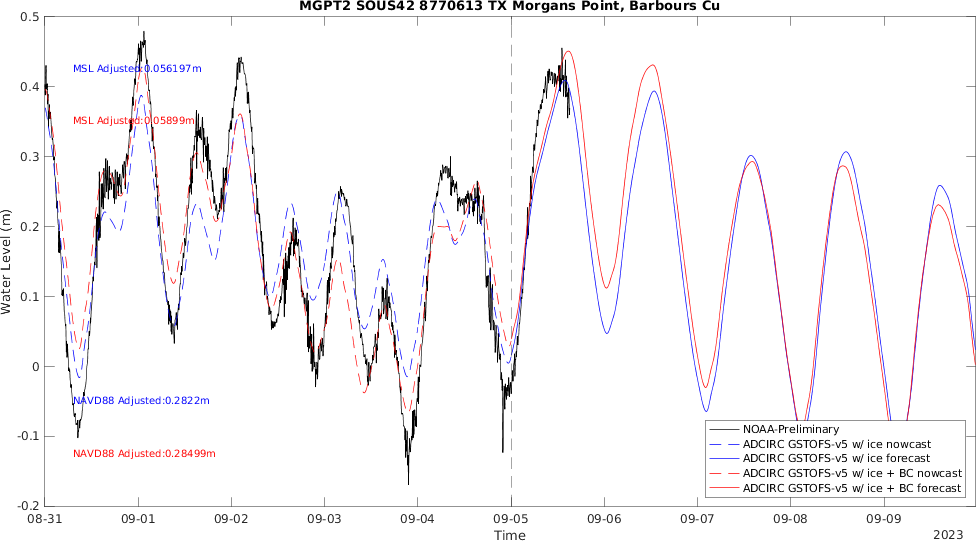 MGPT2 SOUS42 8770613 TX Morgans Point, Barbours Cu
0.5
0.4
0.3
0.2
0.1
0
-0.1
-0.2
Water Level (m)
MSL Adjusted:0.056197m
MSL Adjusted:0.05899m
NAVD88 Adjusted:0.2822m
NAVD88 Adjusted:0.28499m
NOAA-Preliminary
ADCIRC GSTOFS-v5 w/ ice nowcast
ADCIRC GSTOFS-v5 w/ ice forecast
ADCIRC GSTOFS-v5 w/ ice + BC nowcast
ADCIRC GSTOFS-v5 w/ ice + BC forecast
08-31 09-01 09-02 09-03 09-04 09-05 09-06 09-07 09-08 09-09
Time
2023